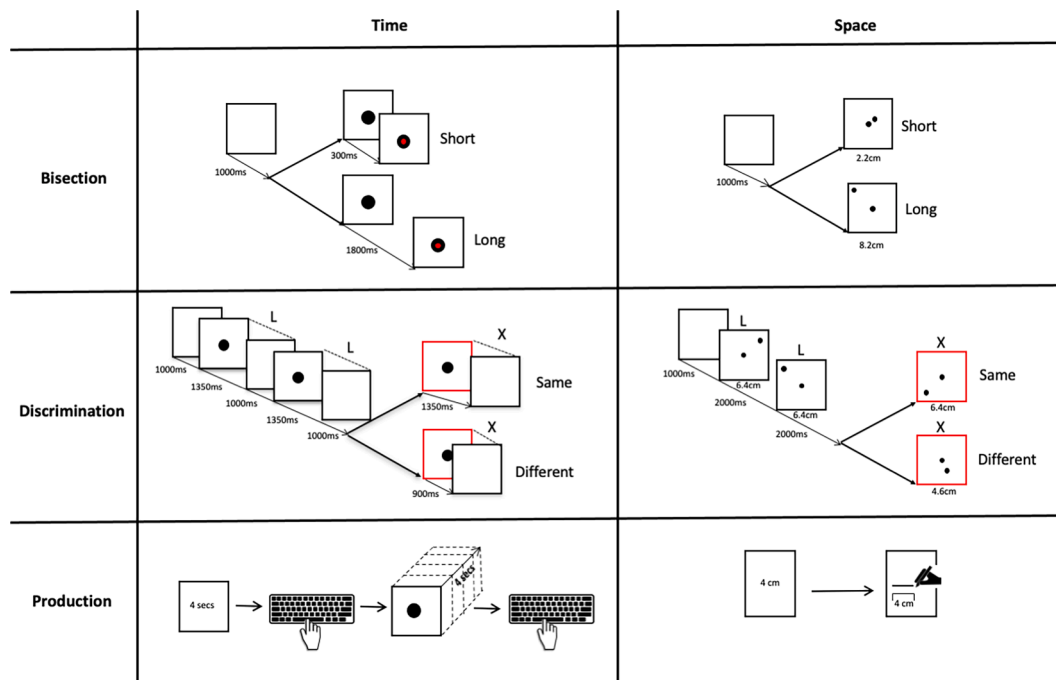 Time
Space
Bisection
1000ms
300ms
Short
1800ms
Long
1000ms
2.2cm
Short
8.2cm
Long
Discrimination
1000ms
1350ms
L
1000ms
1350ms
L
1000ms
X
1350ms
Same
X
900ms
Different
1000ms
L
6.4cm
2000ms
L
6.4cm
2000ms
X
6.4cm
Same
X
4.6cm
Different
Production
4 secs
4 secs
4 cm
4 cm